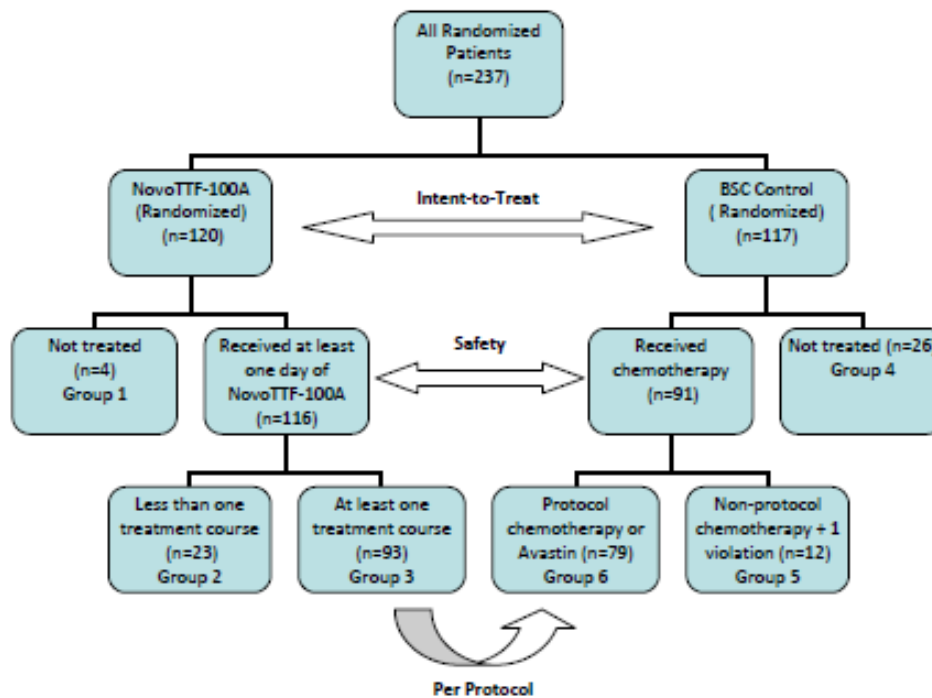 All Randomized
Patients
(n=237)
NovoTTF-100A
(Randomized)
(n=120)
Intent-to-Treat
BSC Control
( Randomized)
(n=117)
Not treated
(n=4)
Group 1
Received at least
one day of
NovoTTF-100A
(n=116)
Safety
Received
chemotherapy
(n=91)
Not treated (n=26)
Group 4
Less than one
treatment course
(n=23)
Group 2
At least one
treatment course
(n=93)
Group 3
Protocol
chemotherapy or
Avastin (n=79)
Group 6
Non-protocol
chemotherapy + 1
violation (n=12)
Group 5
Per Protocol